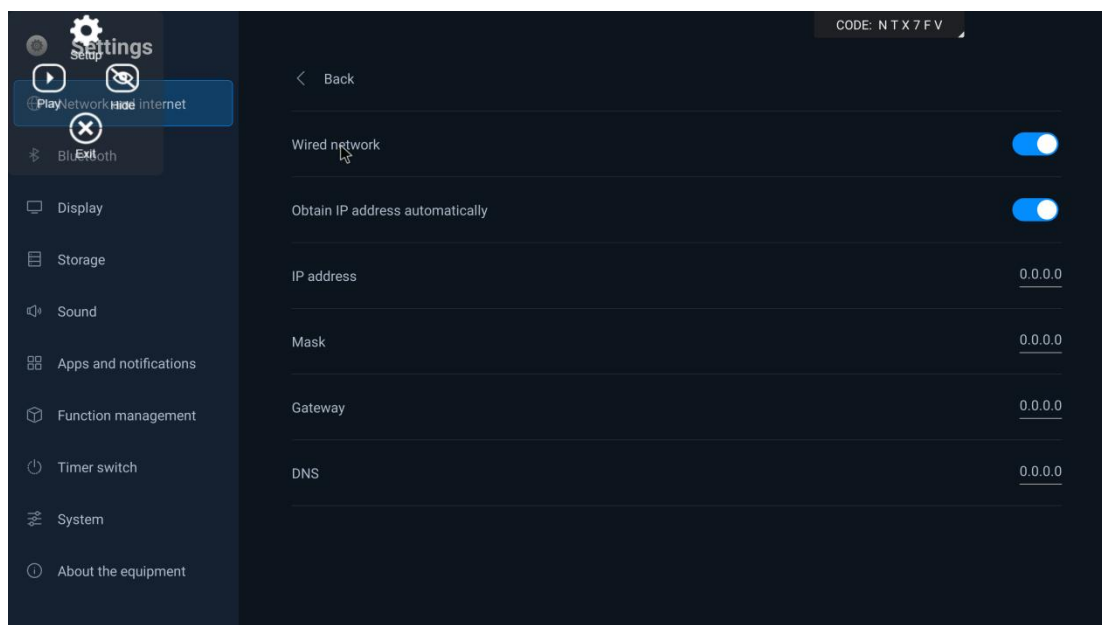 CODE: N T X 7 F V
Settings
Setup
Play
Hide
Exit
Network and internet
Bluetooth
Display
Storage
Sound
Apps and notifications
Function management
Timer switch
System
About the equipment
Back
Wired network
Obtain IP address automatically
IP address 0.0.0.0
Mask 0.0.0.0
Gateway 0.0.0.0
DNS 0.0.0.0